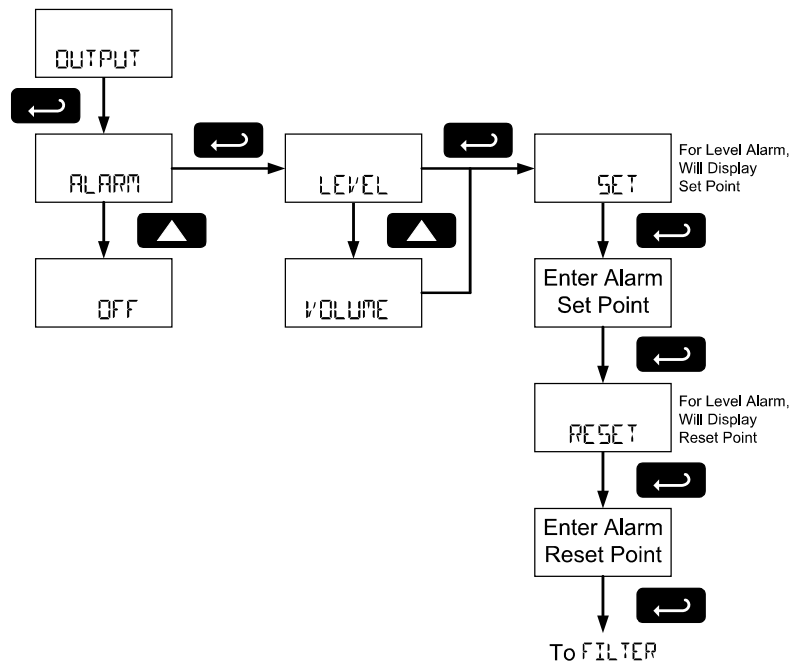 OUTPUT
ALARM
OFF
LEVEL
VOLUME
SET
For Level Alarm,
Will Display
Set Point
Enter Alarm
Set Point
RESET
For Level Alarm,
Will Display
Reset Point
Enter Alarm
Reset Point
To FILTER